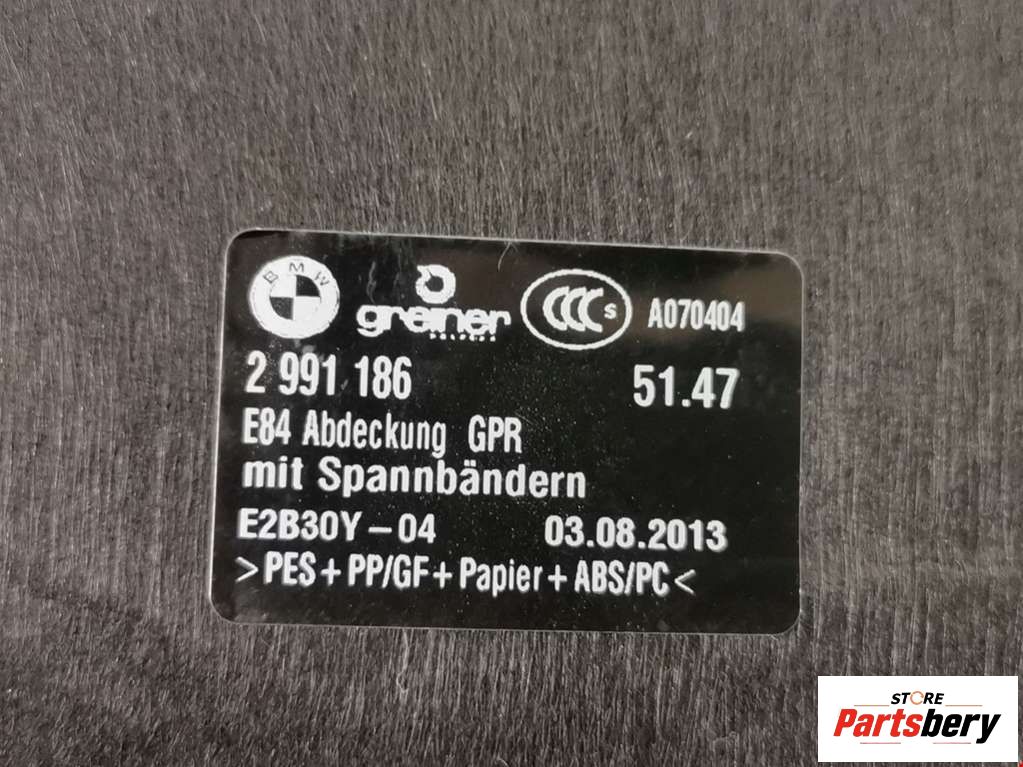 BMW greiner CCC S A070404
2 991 186 51.47
E84 Abdeckung GPR
mit Spannbändern
E2B30Y-04 03.08.2013
>PES+PP/GF+Papier+ABS/PC<
STORE
Partsbery